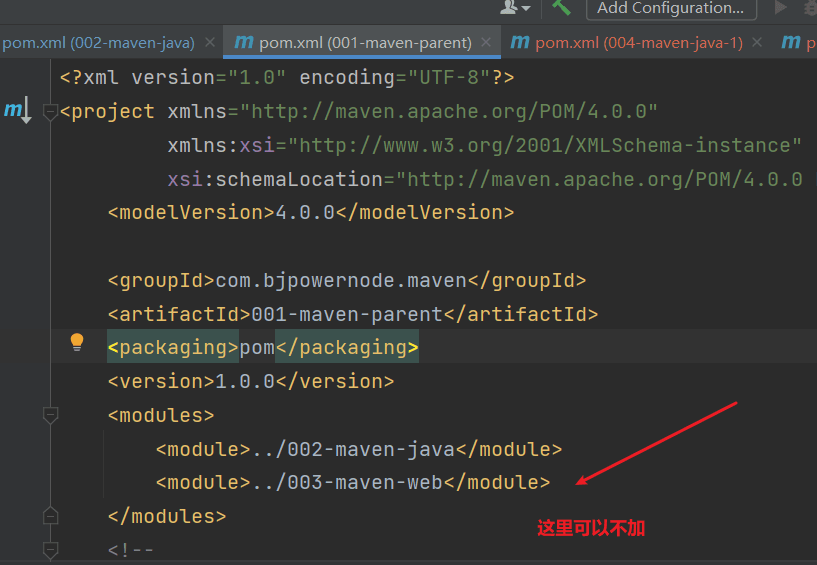 Add Configuration...
pom.xml (002-maven-java) × m pom.xml (001-maven-parent) × m pom.xml (004-maven-java-1) × m p
<?xml version="1.0" encoding="UTF-8"?>
m <project xmlns="http://maven.apache.org/POM/4.0.0"
xmlns:xsi="http://www.w3.org/2001/XMLSchema-instance"
xsi:schemaLocation="http://maven.apache.org/POM/4.0.0
<modelVersion>4.0.0</modelVersion>
<groupId>com.bjpowernode.maven</groupId>
<artifactId>001-maven-parent</artifactId>
<packaging>pom</packaging>
<version>1.0.0</version>
<modules>
<module>../002-maven-java</module>
<module>../003-maven-web</module>
</modules>
这里可以不加
<!--